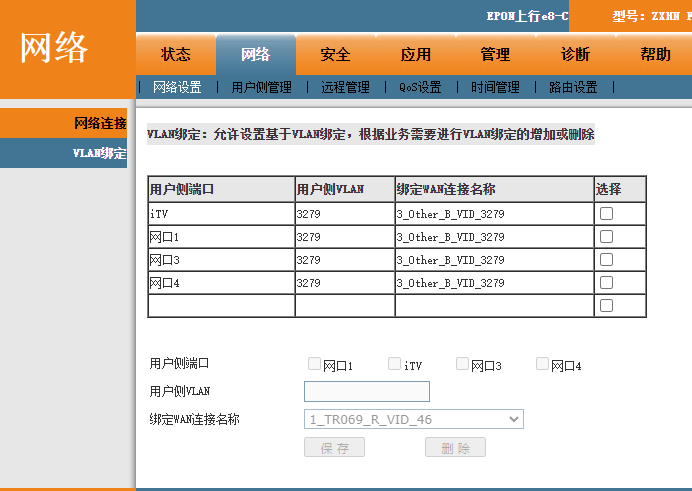 网络
EPON上行e8-C
型号: ZXHN F
状态 网络 安全 应用 管理 诊断 帮助
网络设置 | 用户侧管理 | 远程管理 | QoS设置 | 时间管理 | 路由设置 |
网络连接
VLAN绑定
VLAN绑定: 允许设置基于VLAN绑定, 根据业务需要进行VLAN绑定的增加或删除
用户侧端口 用户侧VLAN 绑定WAN连接名称 选择
iTV 3279 3_Other_B_VID_3279
网口1 3279 3_Other_B_VID_3279
网口3 3279 3_Other_B_VID_3279
网口4 3279 3_Other_B_VID_3279
用户侧端口 网口1 iTV 网口3 网口4
用户侧VLAN
绑定WAN连接名称 1_TR069_R_VID_46
保存 删除